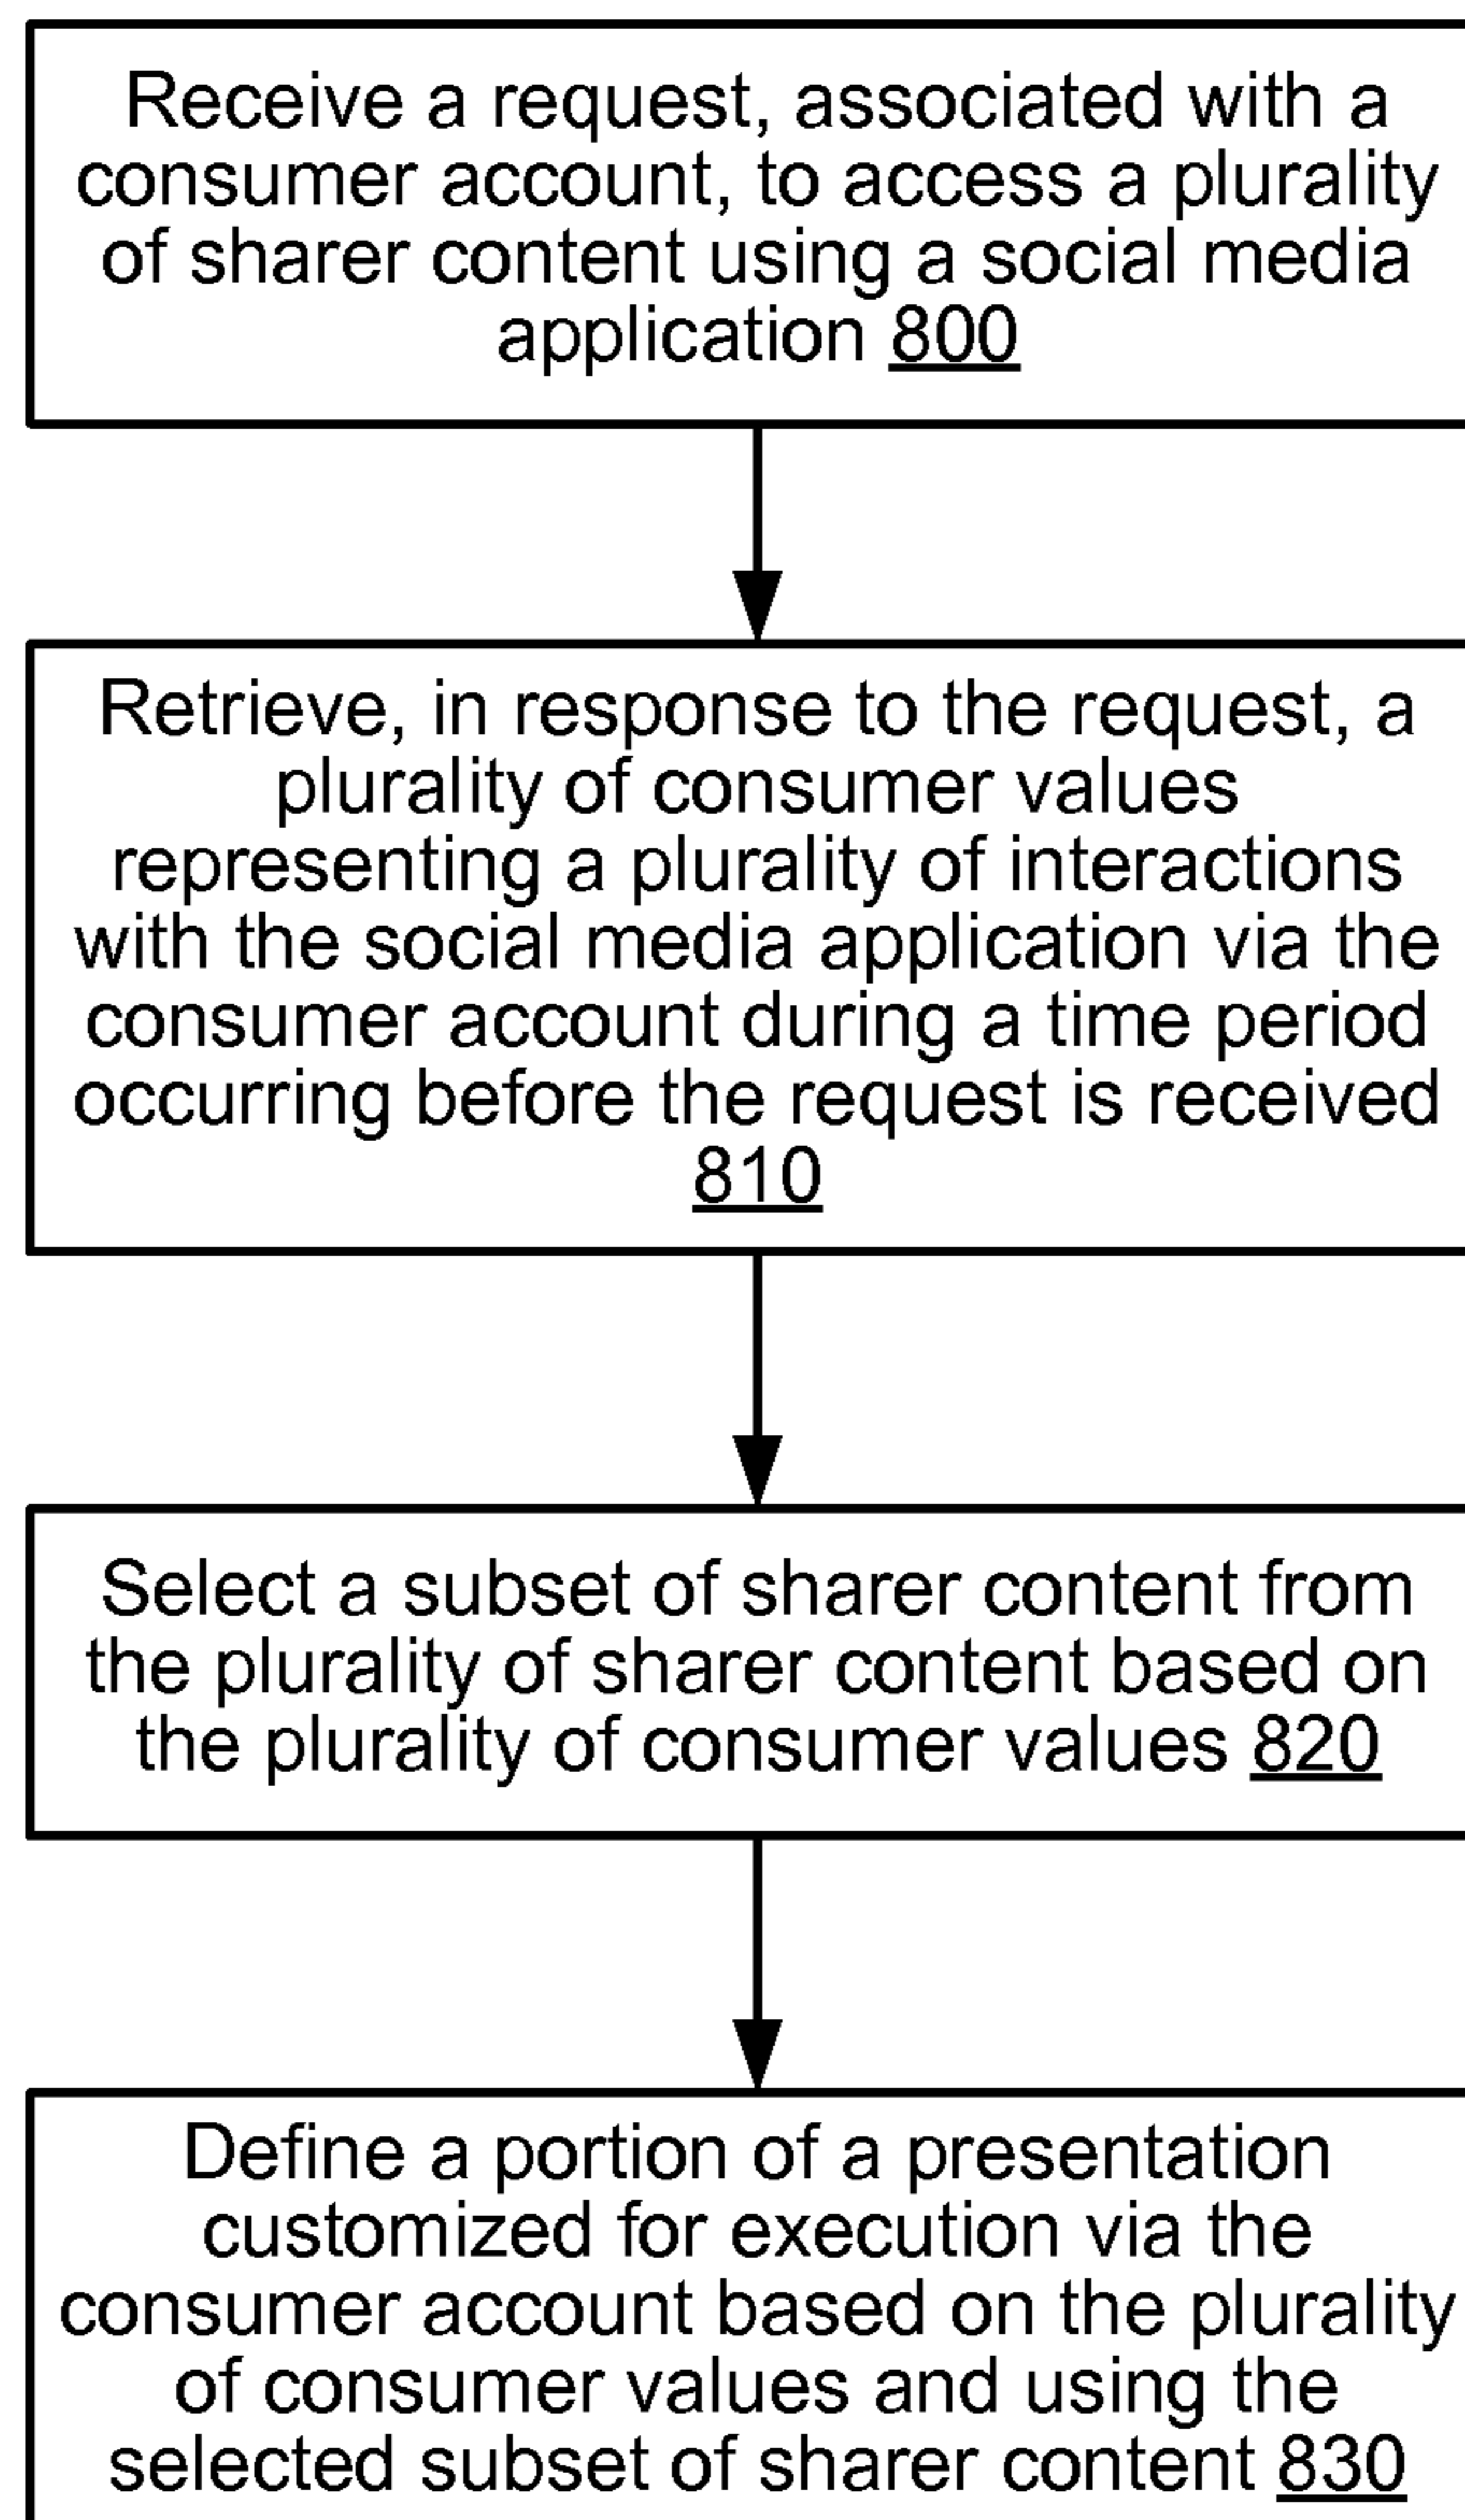 Receive a request, associated with a
consumer account, to access a plurality
of sharer content using a social media
application 800
Retrieve, in response to the request, a
plurality of consumer values
representing a plurality of interactions
with the social media application via the
consumer account during a time period
occurring before the request is received
810
Select a subset of sharer content from
the plurality of sharer content based on
the plurality of consumer values 820
Define a portion of a presentation
customized for execution via the
consumer account based on the plurality
of consumer values and using the
selected subset of sharer content 830